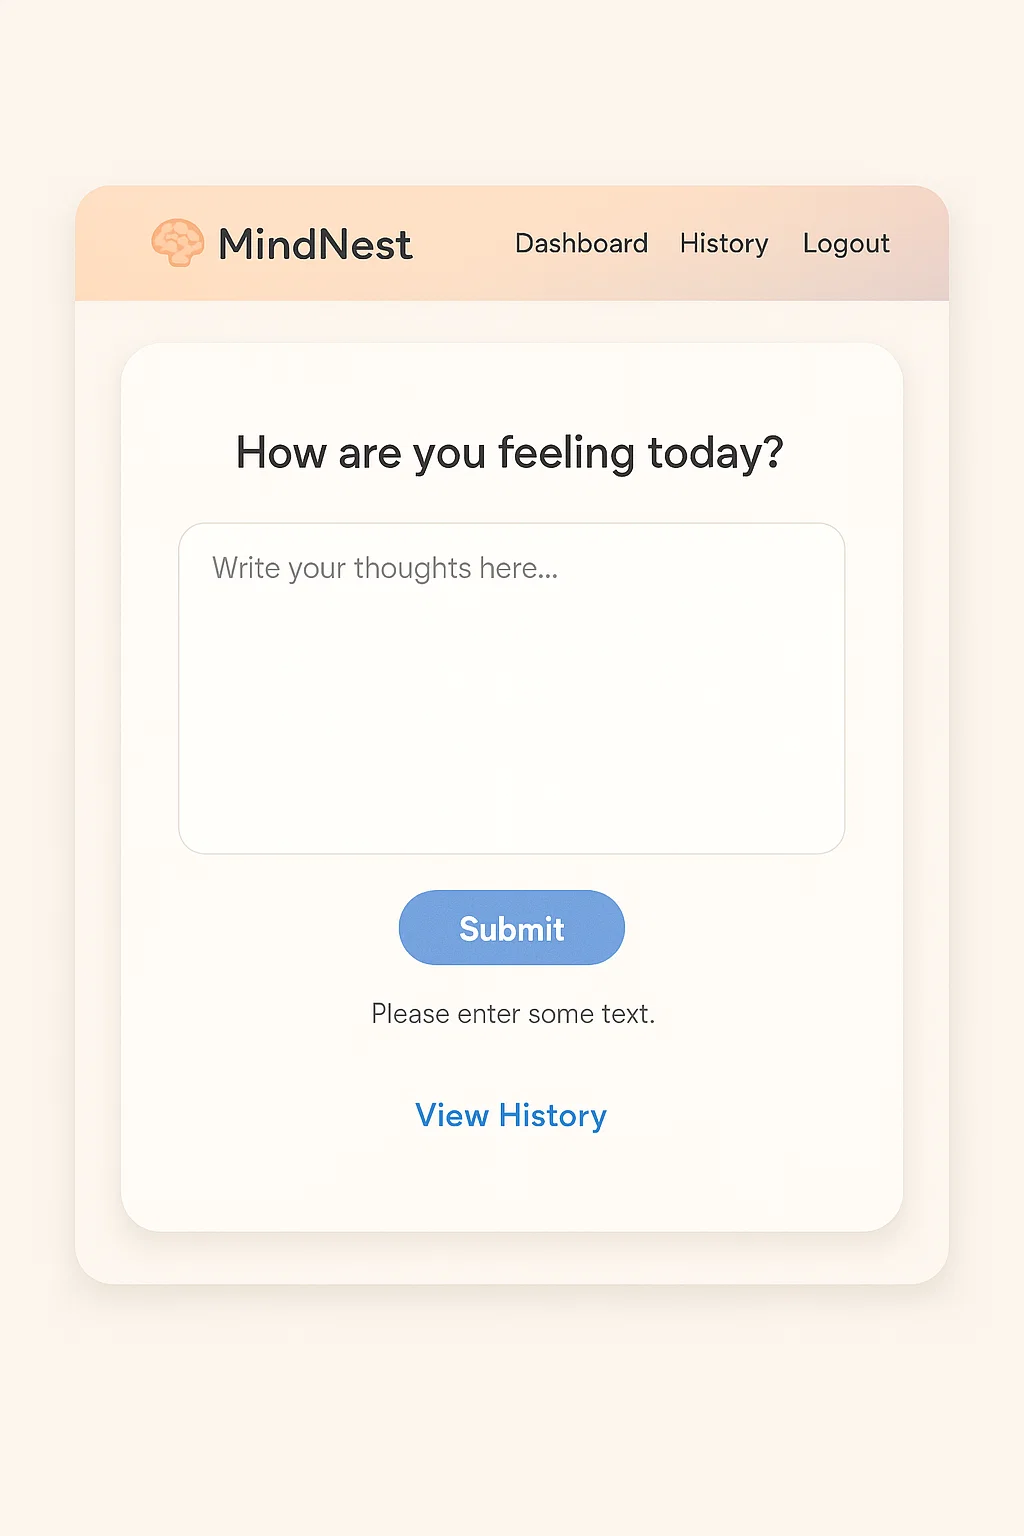 MindNest Dashboard History Logout
How are you feeling today?
Write your thoughts here...
Submit
Please enter some text.
View History